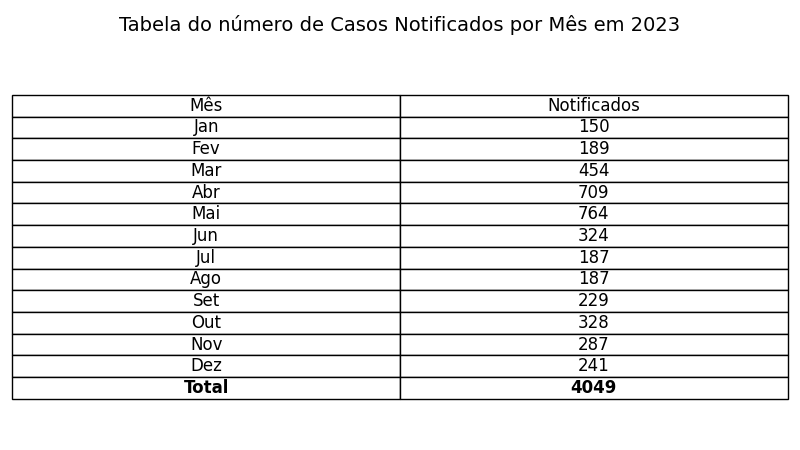 Tabela do número de Casos Notificados por Mês em 2023
Mês Notificados
Jan 150
Fev 189
Mar 454
Abr 709
Mai 764
Jun 324
Jul 187
Ago 187
Set 229
Out 328
Nov 287
Dez 241
Total 4049